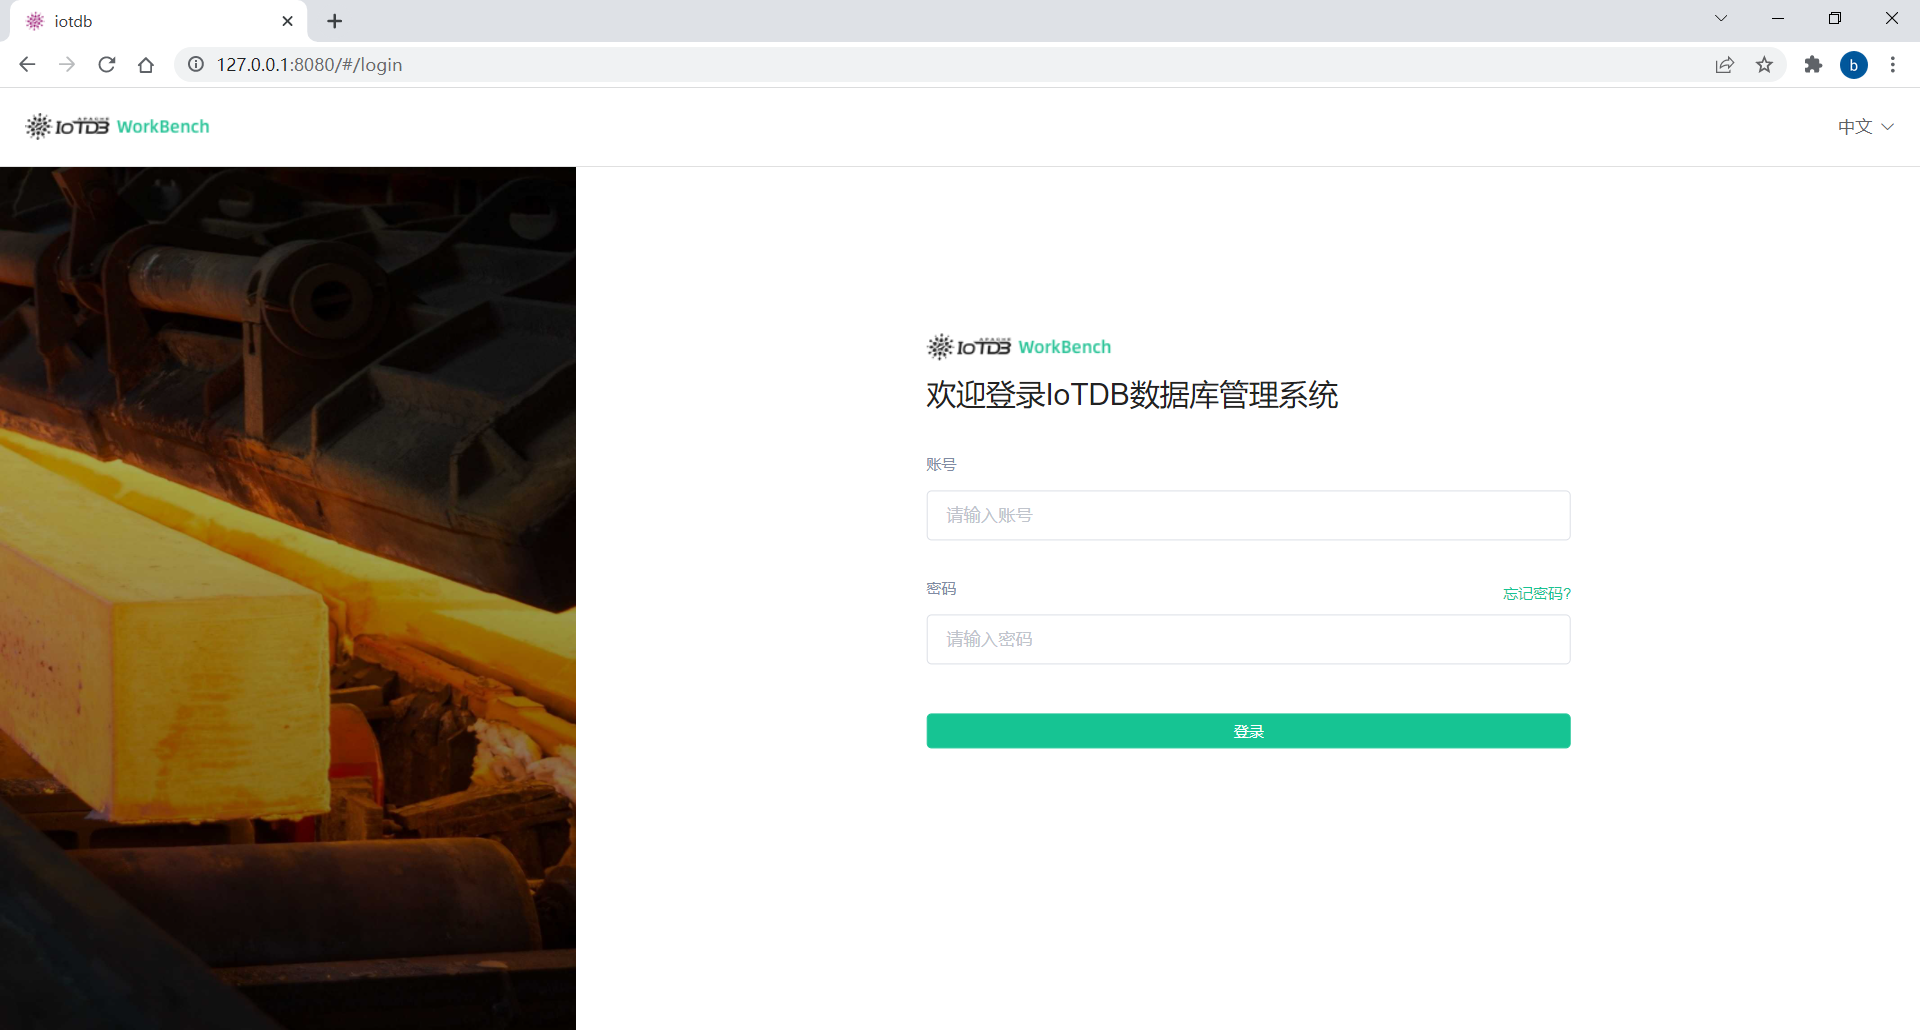 iotdb
127.0.0.1:8080/#/login
b
APACHE
IoTDB WorkBench
中文
APACHE
IoTDB WorkBench
欢迎登录IoTDB数据库管理系统
账号
请输入账号
密码
忘记密码?
请输入密码
登录